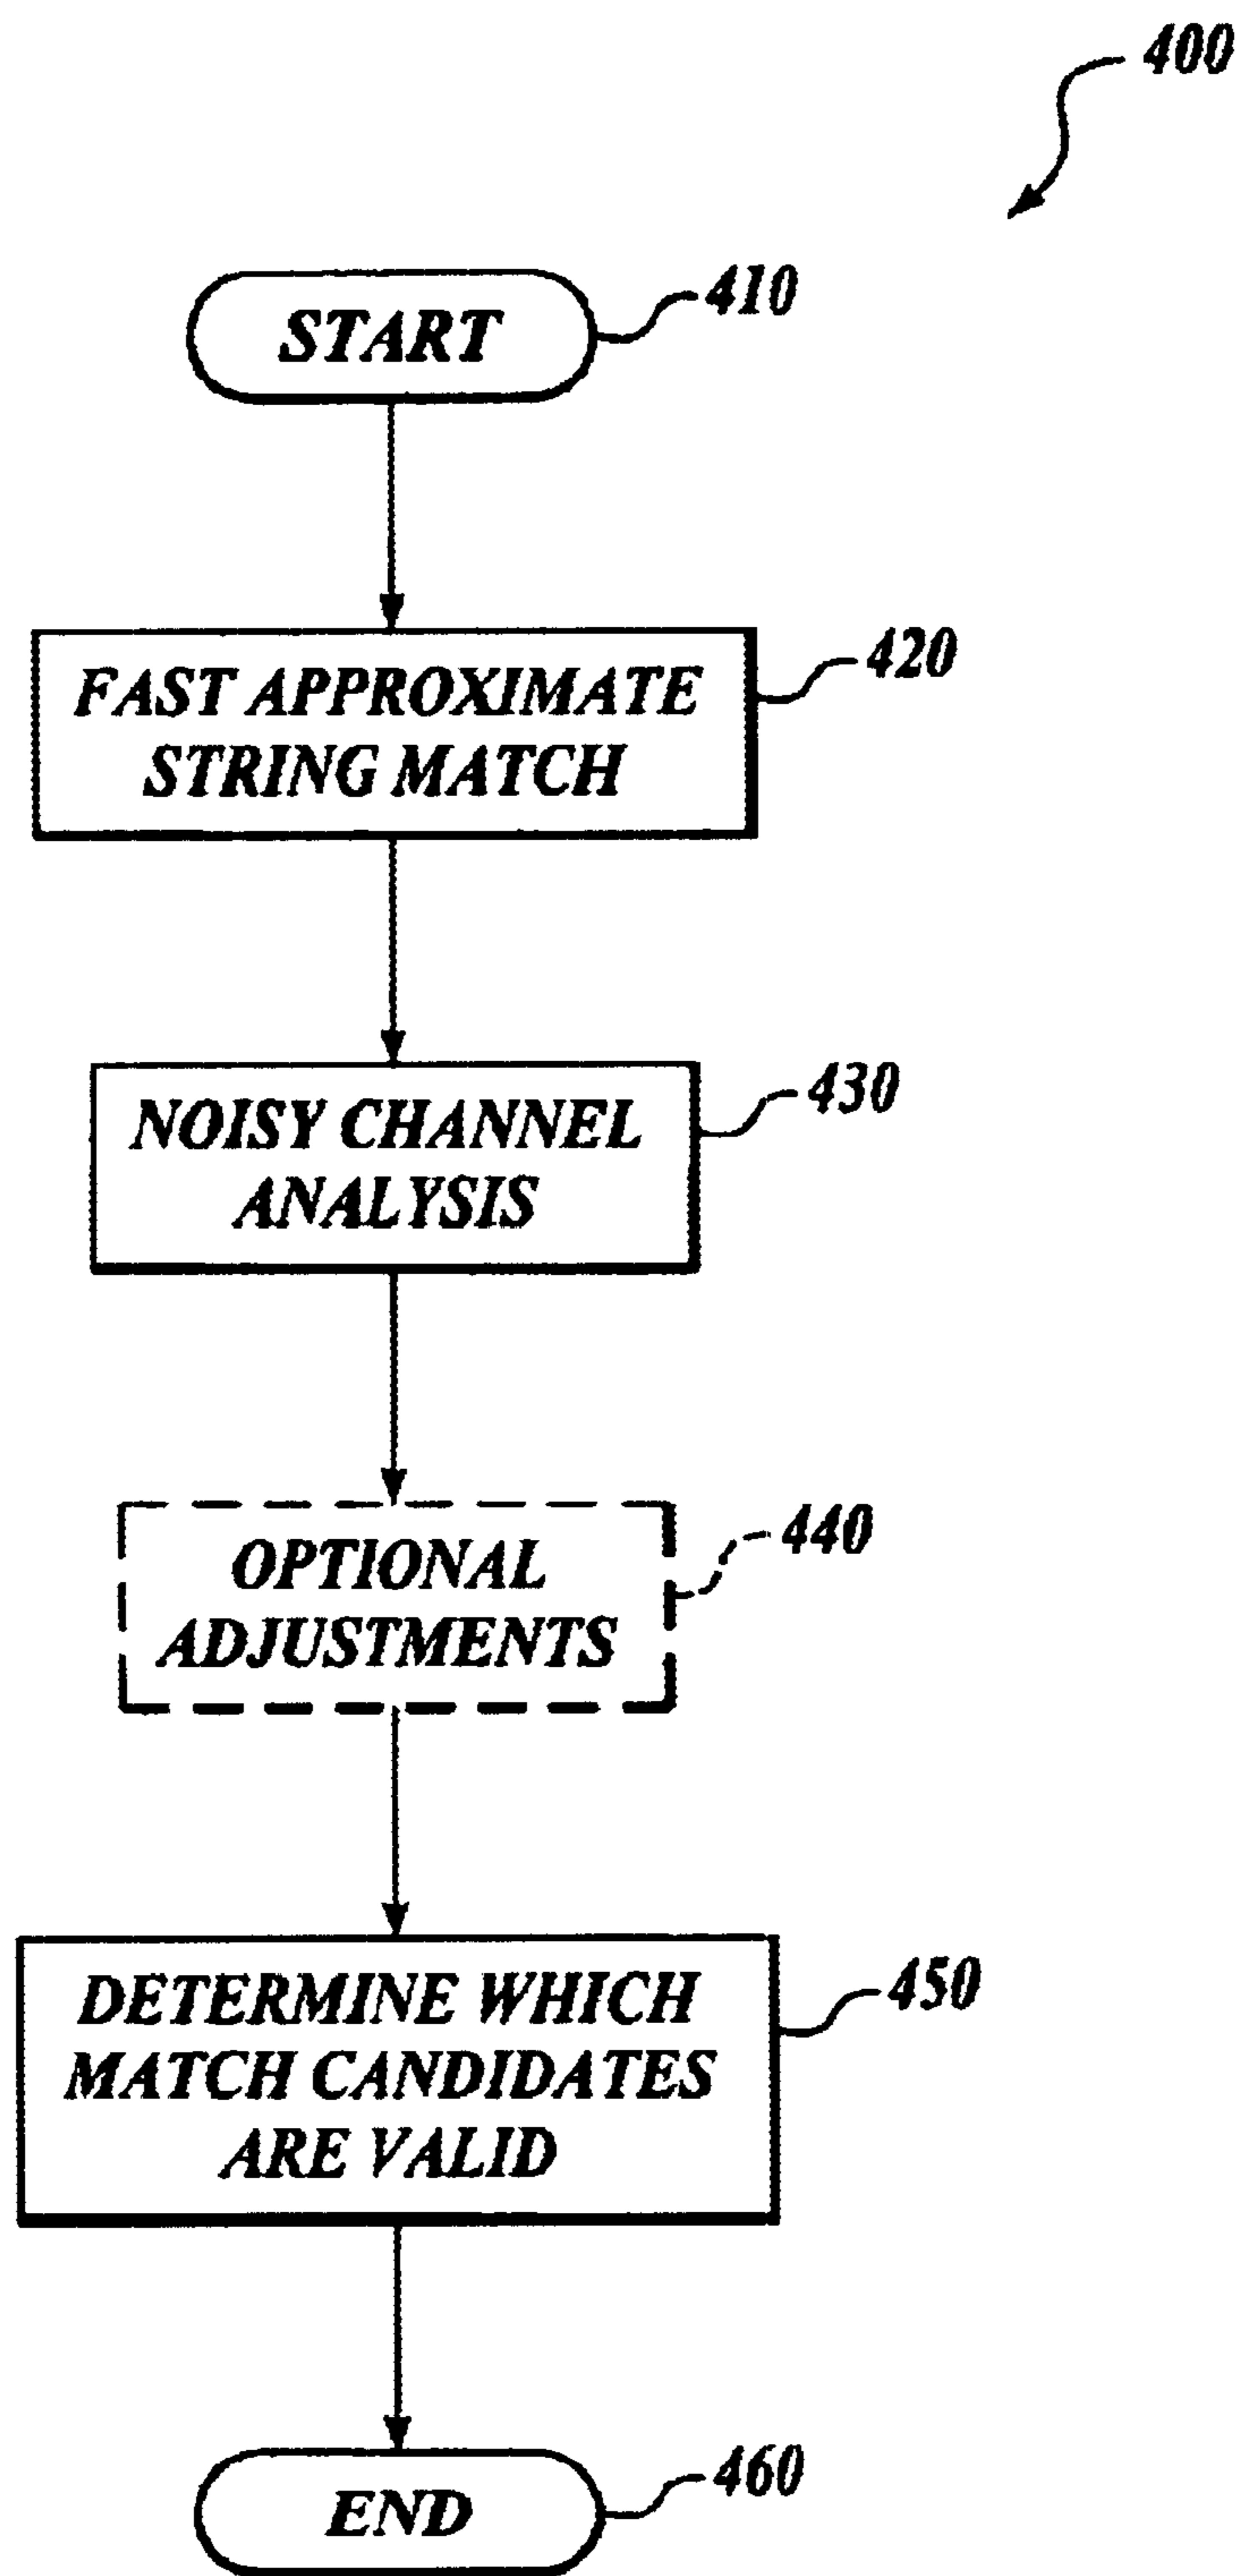 400
START
410
FAST APPROXIMATE
STRING MATCH
420
NOISY CHANNEL
ANALYSIS
430
OPTIONAL
ADJUSTMENTS
440
DETERMINE WHICH
MATCH CANDIDATES
ARE VALID
450
END
460